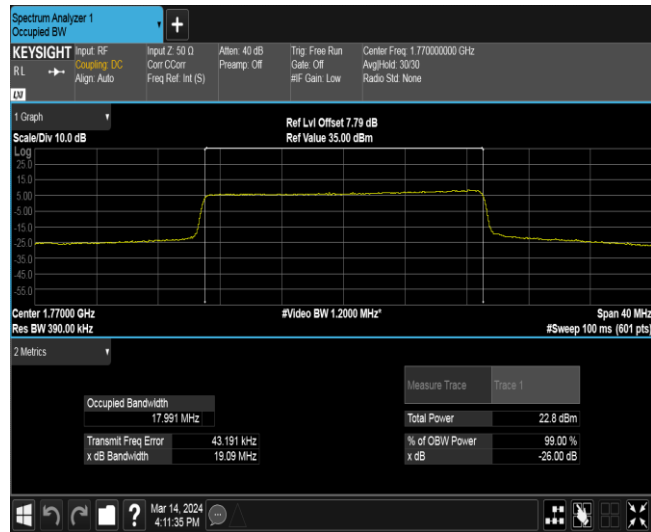 Spectrum Analyzer 1
Occupied BW
+
KEYSIGHT Input: RF Input Z: 50 Ω Atten: 40 dB Trig: Free Run Center Freq: 1.770000000 GHz
RL Coupling: DC Corr CCorr Preamp: Off Gate: Off Avg|Hold: 30/30
Align: Auto Freq Ref: Int (S) #IF Gain: Low Radio Std: None
LXI
1 Graph Ref Lvl Offset 7.79 dB
Scale/Div 10.0 dB Ref Value 35.00 dBm
Log
25.0
15.0
5.00
-5.00
-15.0
-25.0
-35.0
-45.0
-55.0
Center 1.77000 GHz #Video BW 1.2000 MHz* Span 40 MHz
Res BW 390.00 kHz #Sweep 100 ms (601 pts)
2 Metrics
Measure Trace Trace 1
Occupied Bandwidth
17.991 MHz Total Power 22.8 dBm
Transmit Freq Error 43.191 kHz % of OBW Power 99.00 %
x dB Bandwidth 19.09 MHz x dB -26.00 dB
? Mar 14, 2024
4:11:35 PM